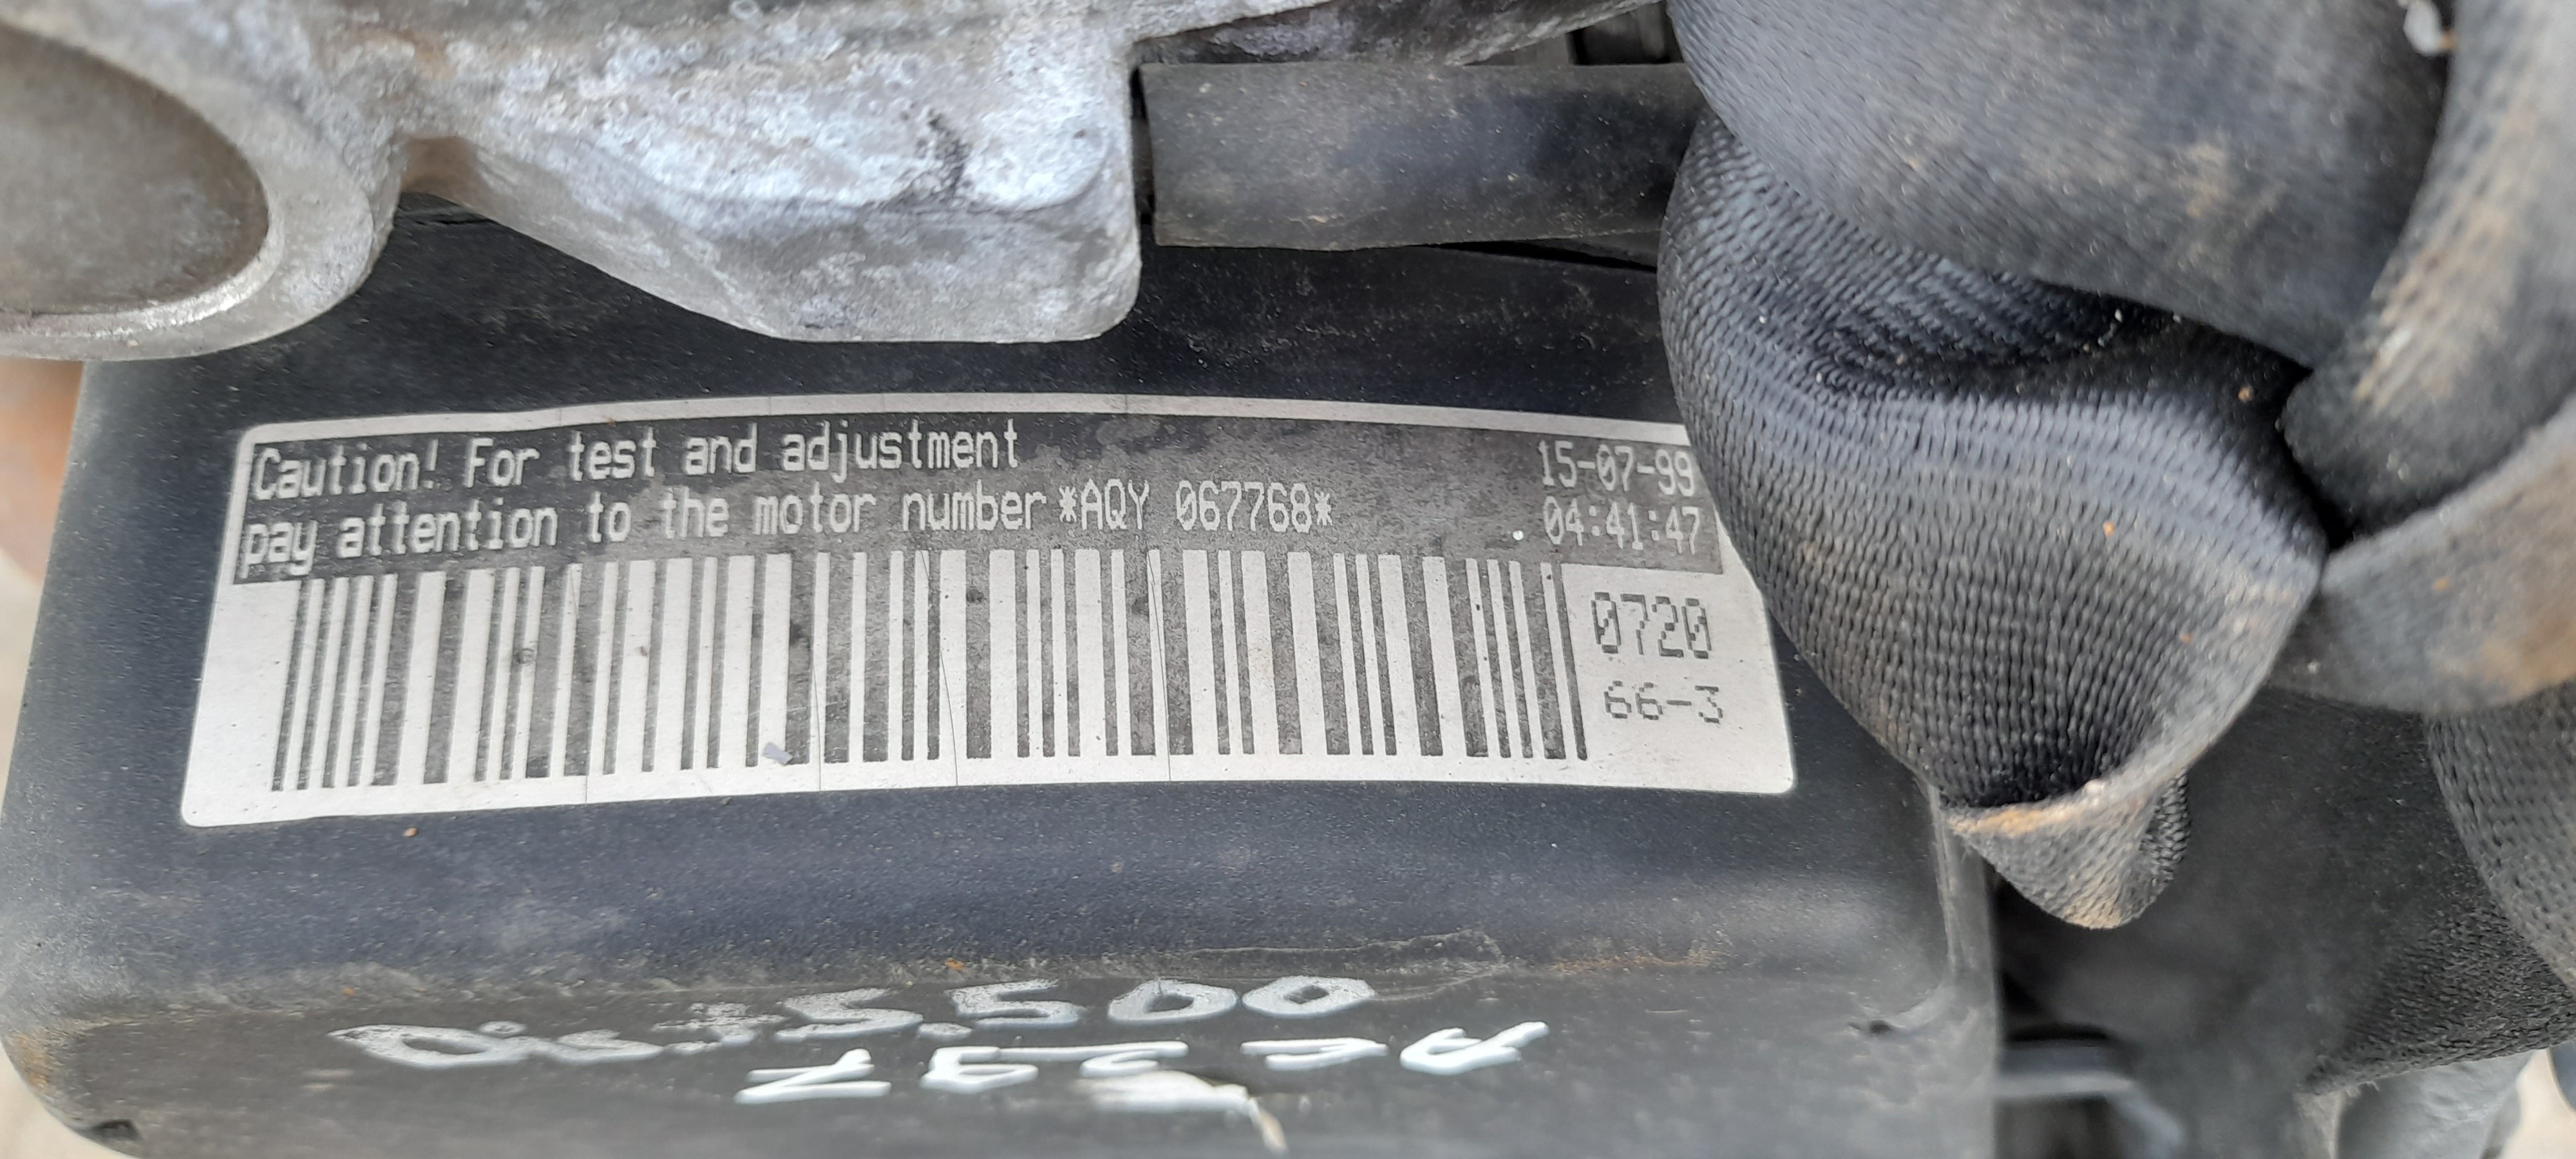 Caution! For test and adjustment
15-07-99
pay attention to the motor number *AQY 067768*
. 04:41:47
0720
66-3